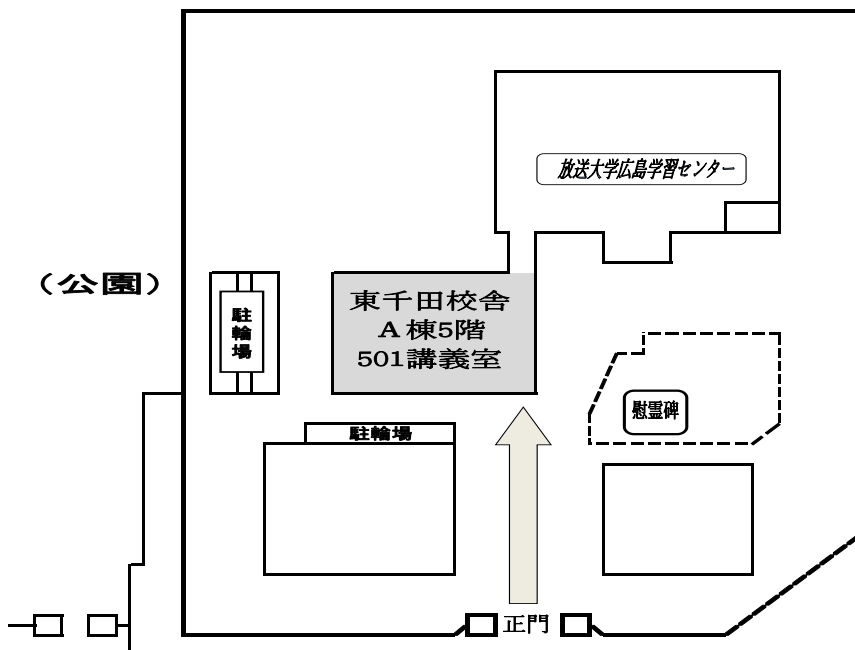 放送大学広島学習センター
（公園）
駐輪場
東千田校舎
A棟5階
501講義室
慰霊碑
駐輪場
正門